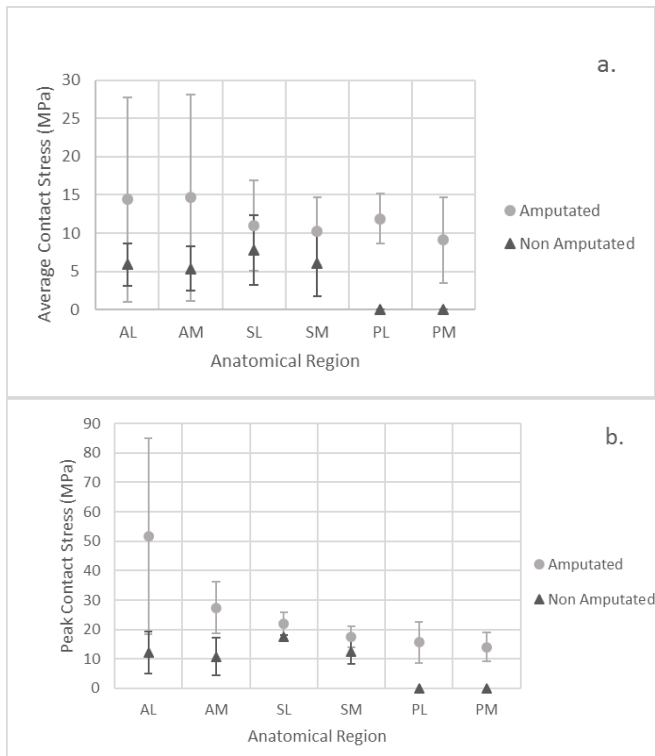 a.
30
25
20
15
10
5
0
Average Contact Stress (MPa)
AL AM SL SM PL PM
Anatomical Region
Amputated
Non Amputated
b.
90
80
70
60
50
40
30
20
10
0
Peak Contact Stress (MPa)
AL AM SL SM PL PM
Anatomical Region
Amputated
Non Amputated